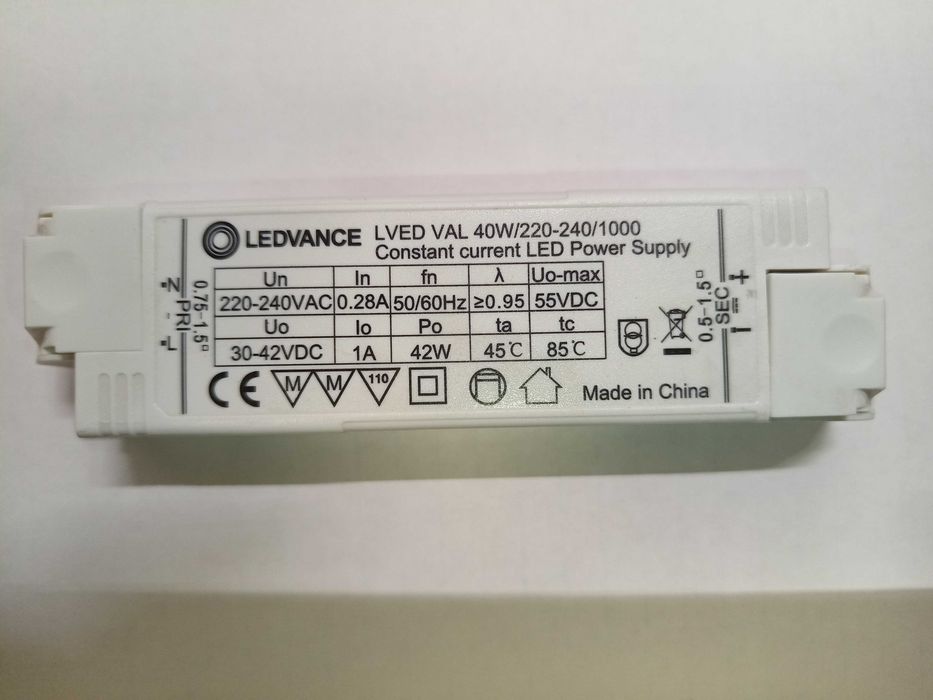 LEDVANCE LVED VAL 40W/220-240/1000
Constant current LED Power Supply
Un In fn λ Uo-max
220-240VAC 0.28A 50/60Hz ≥0.95 55VDC
Uo Io Po ta tc
30-42VDC 1A 42W 45℃ 85℃
CE M M 110
Made in China
N
PRI
L
0.75-1.5□
0.5-1.5□
SEC
+
-